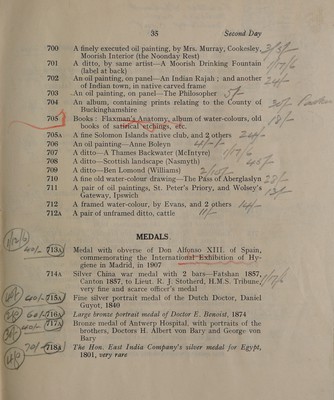 35 Second Day
700 A finely executed oil painting, by Mrs. Murray, Cookesley,
Moorish Interior (the Noonday Rest)
701 A ditto, by same artist—A Moorish Drinking Fountain 17/6
(label at back)
702 An oil painting, on panel—An Indian Rajah ; and another
of Indian town, in native carved frame
703 An oil painting, on panel—The Philosopher 5/-
704 An album, containing prints relating to the County of
Buckinghamshire
705 Books : Flaxman's Anatomy, album of water-colours, old
books of satirical etchings, etc.
705A A fine Solomon Islands native club, and 2 others
706 An oil painting—Anne Boleyn
707 A ditto—A Thames Backwater (McIntyre)
708 A ditto—Scottish landscape (Nasmyth)
709 A ditto—Ben Lomond (Williams)
710 A fine old water-colour drawing—The Pass of Aberglaslyn
711 A pair of oil paintings, St. Peter's Priory, and Wolsey's
Gateway, Ipswich
712 A framed water-colour, by Evans, and 2 others
712A A pair of unframed ditto, cattle 11/-
MEDALS.
40/- 713A Medal with obverse of Don Alfonso XIII. of Spain,
commemorating the International Exhibition of Hy-
giene in Madrid, in 1907
714A Silver China war medal with 2 bars—Fatshan 1857,
Canton 1857, to Lieut. R. J. Stotherd, H.M.S. Tribune,
very fine and scarce officer's medal
40/- 715A Fine silver portrait medal of the Dutch Doctor, Daniel
Guyot, 1840
60/- 716A Large bronze portrait medal of Doctor E. Benoist, 1874
40/- 717A Bronze medal of Antwerp Hospital, with portraits of the
brothers, Doctors H. Albert von Bary and George von
Bary
70/- 718A The Hon. East India Company's silver medal for Egypt,
1801, very rare